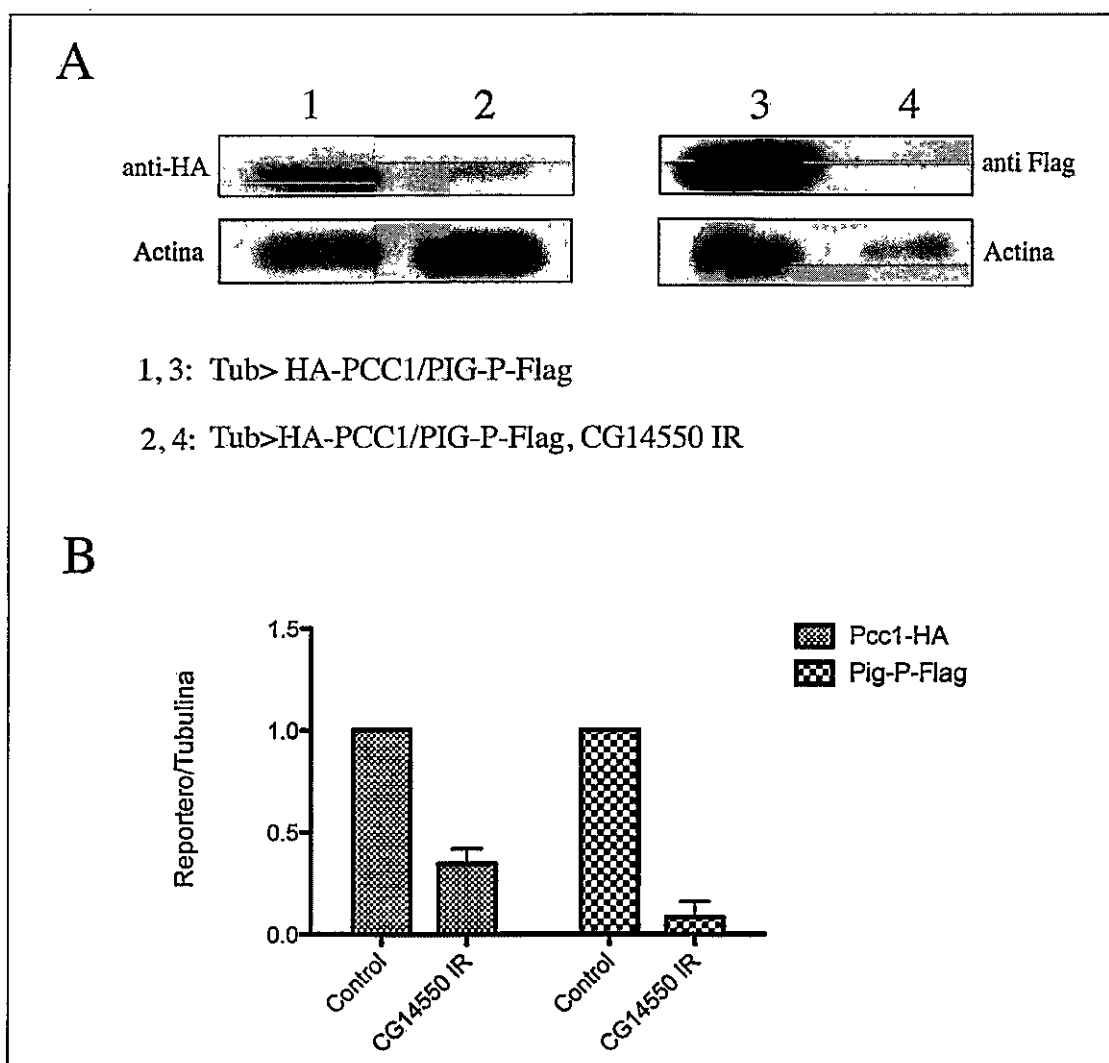 A
1 2 3 4
anti-HA anti Flag
Actina Actina
1, 3: Tub> HA-PCC1/PIG-P-Flag
2, 4: Tub>HA-PCC1/PIG-P-Flag, CG14550 IR
B
1.5
1.0
0.5
0.0
Reportero/Tubulina
Pcc1-HA
Pig-P-Flag
Control
CG14550 IR
Control
CG14550 IR